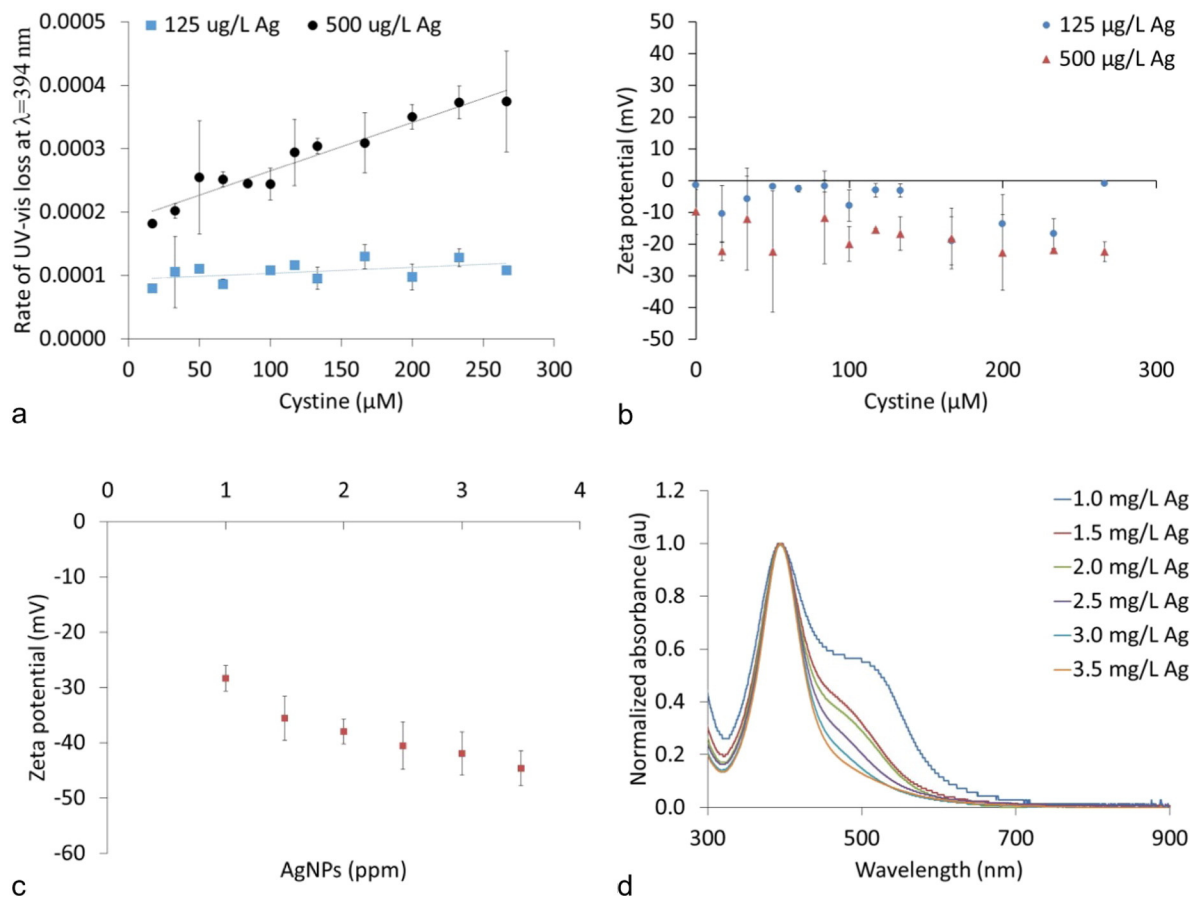 125 ug/L Ag 500 ug/L Ag
Rate of UV-vis loss at λ=394 nm
0.0005
0.0004
0.0003
0.0002
0.0001
0.0000
0 50 100 150 200 250 300
Cystine (µM)
a
125 µg/L Ag
500 µg/L Ag
Zeta potential (mV)
50
40
30
20
10
0
-10
-20
-30
-40
-50
0 100 200 300
Cystine (µM)
b
0 1 2 3 4
Zeta potential (mV)
0
-10
-20
-30
-40
-50
-60
AgNPs (ppm)
c
1.0 mg/L Ag
1.5 mg/L Ag
2.0 mg/L Ag
2.5 mg/L Ag
3.0 mg/L Ag
3.5 mg/L Ag
Normalized absorbance (au)
1.2
1.0
0.8
0.6
0.4
0.2
0.0
300 500 700 900
Wavelength (nm)
d